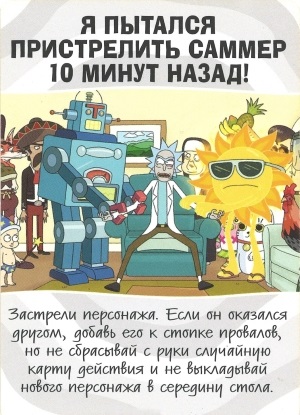 Я ПЫТАЛСЯ
ПРИСТРЕЛИТЬ САММЕР
10 МИНУТ НАЗАД!
Застрели персонажа. Если он оказался
другом, добавь его к стопке провалов,
но не сбрасывай с руки случайную
карту действия и не выкладывай
нового персонажа в середину стола.